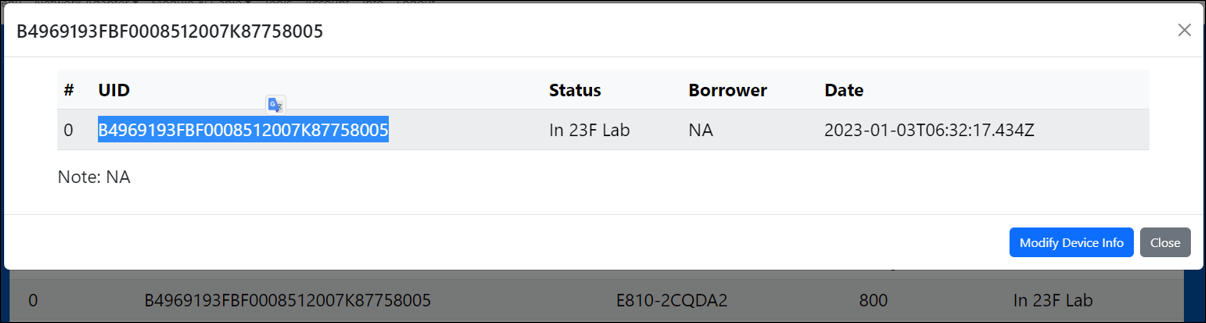 B4969193FBF0008512007K87758005
# UID Status Borrower Date
0 B4969193FBF0008512007K87758005 In 23F Lab NA 2023-01-03T06:32:17.434Z
Note: NA
Modify Device Info Close
0 B4969193FBF0008512007K87758005 E810-2CQDA2 800 In 23F Lab